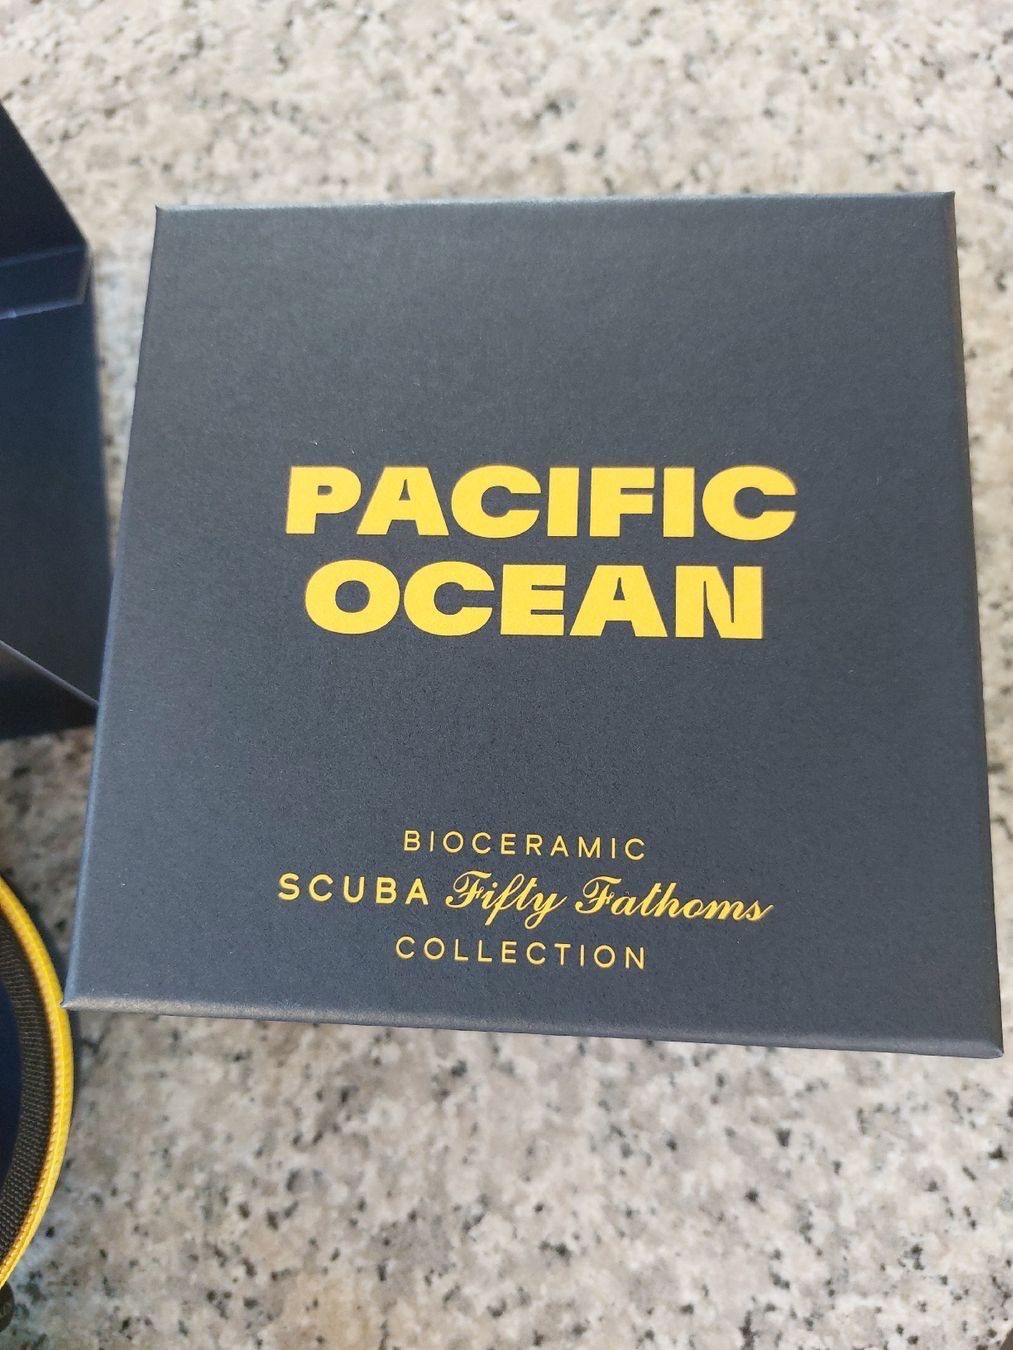 PACIFIC
OCEAN
BIOCERAMIC
SCUBA Fifty Fathoms
COLLECTION